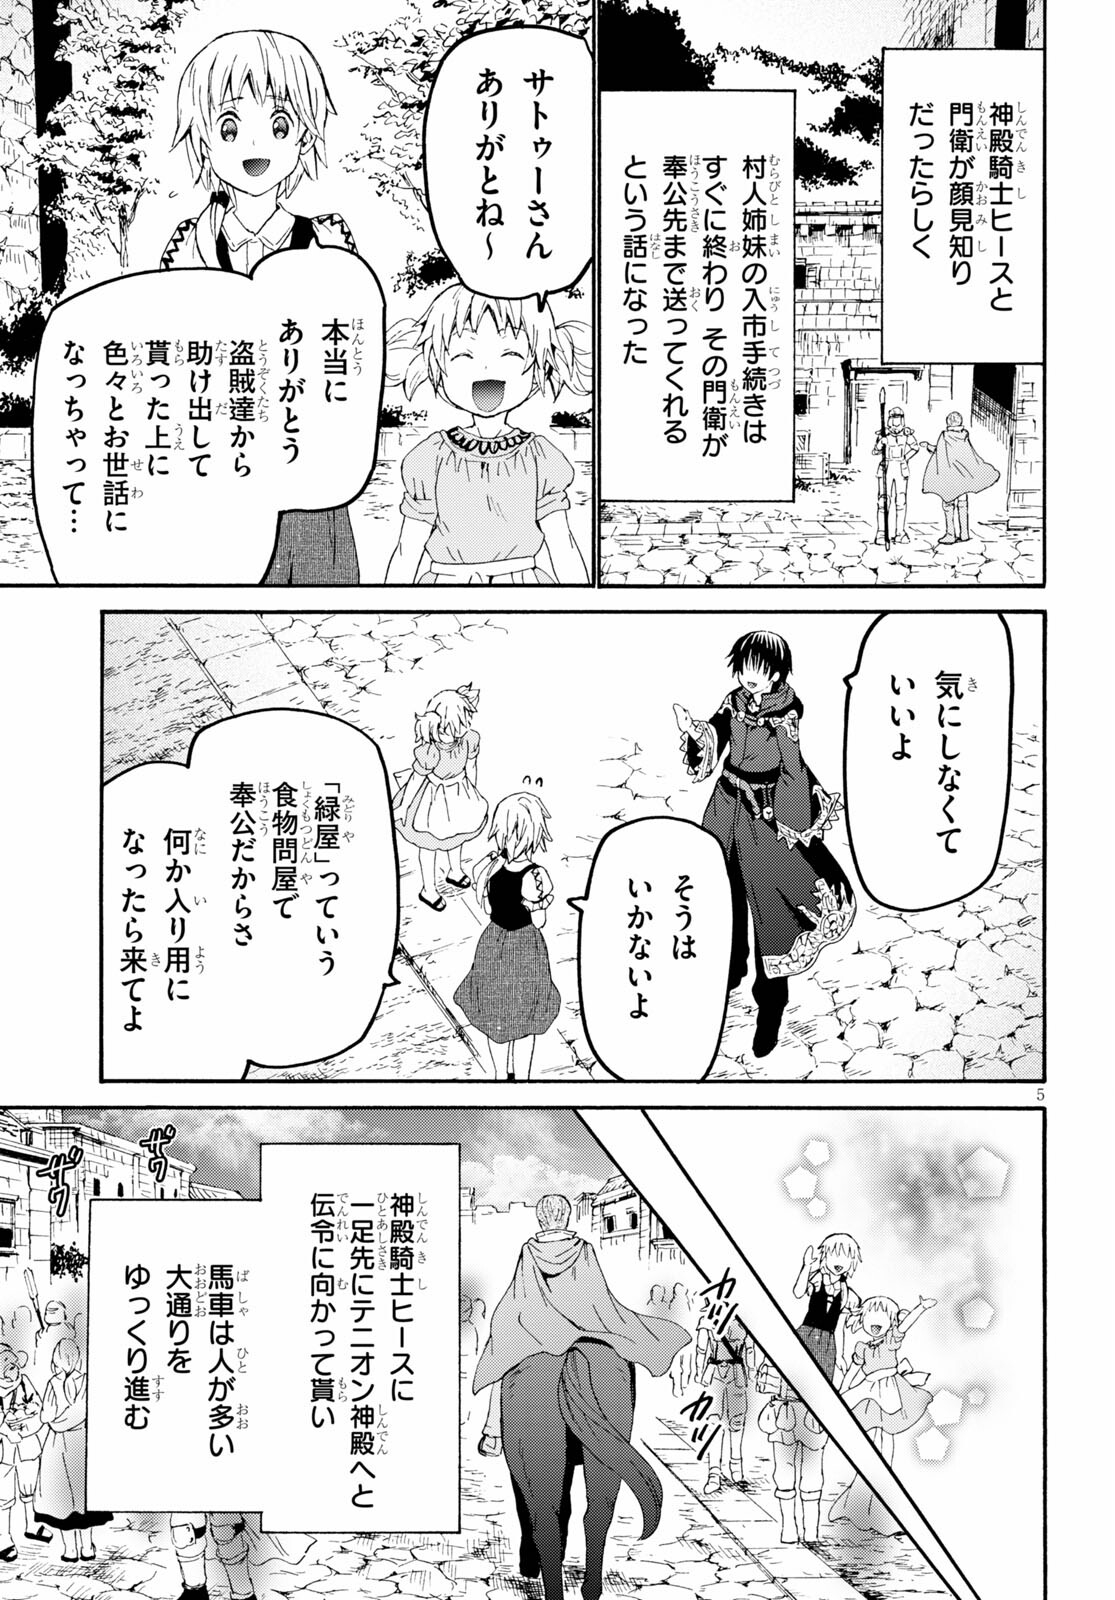 神殿騎士ヒースと
門衛が顔見知り
だったらしく
村人姉妹の入市手続きは
すぐに終わり その門衛が
奉公先まで送ってくれる
という話になった
サトゥーさん
ありがとね～
本当に
ありがとう
盗賊達から
助け出して
貰った上に
色々とお世話に
なっちゃって…
気にしなくて
いいよ
そうは
いかないよ
「緑屋」っていう
食物問屋で
奉公だからさ
何か入り用に
なったら来てよ
5
ワイ
ワイ
ザワ
ザワ
神殿騎士ヒースに
一足先にテニオン神殿へと
伝令に向かって貰い
馬車は人が多い
大通りを
ゆっくり進む